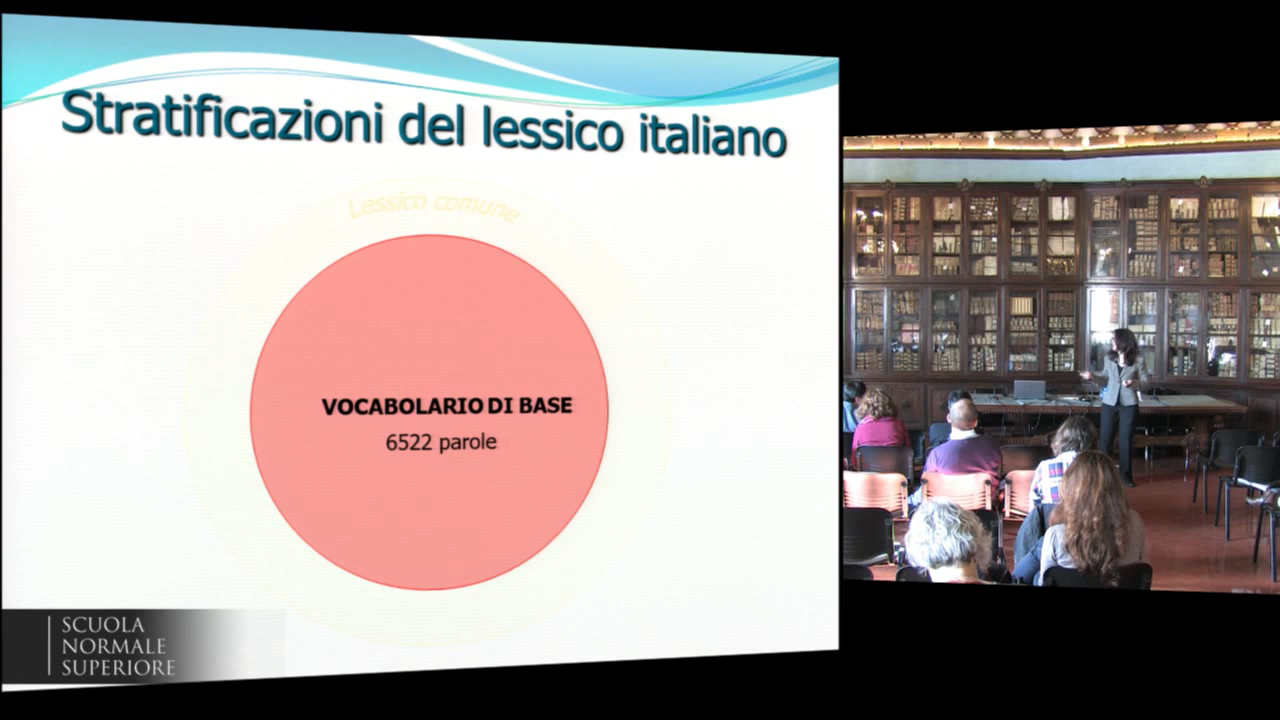 Stratificazioni del lessico italiano
Lessico comune
VOCABOLARIO DI BASE
6522 parole
SCUOLA
NORMALE
SUPERIORE